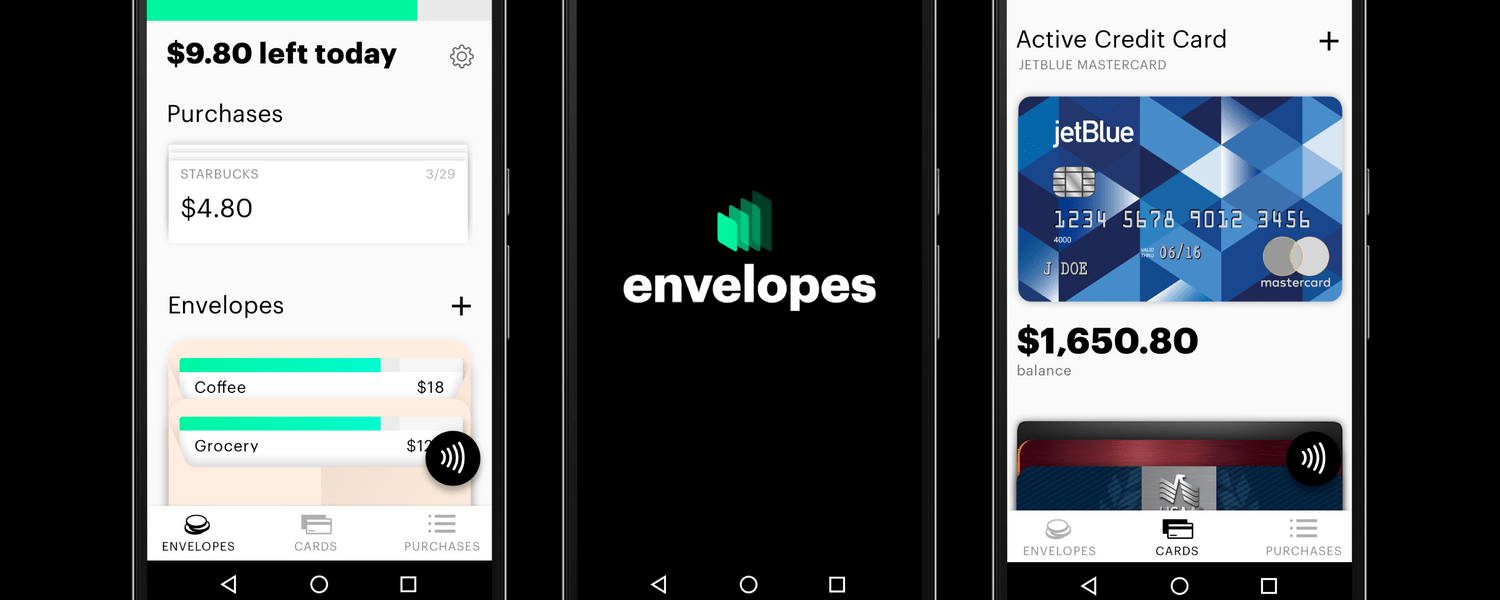 $9.80 left today
Purchases
STARBUCKS 3/29
$4.80
Envelopes
Coffee $18
Grocery
ENVELOPES CARDS PURCHASES
envelopes
Active Credit Card
JETBLUE MASTERCARD
jetBlue
1234 5678 9012 3456
4000
VALID
THRU
06/16
J DOE
mastercard
$1,650.80
balance
ENVELOPES CARDS PURCHASES